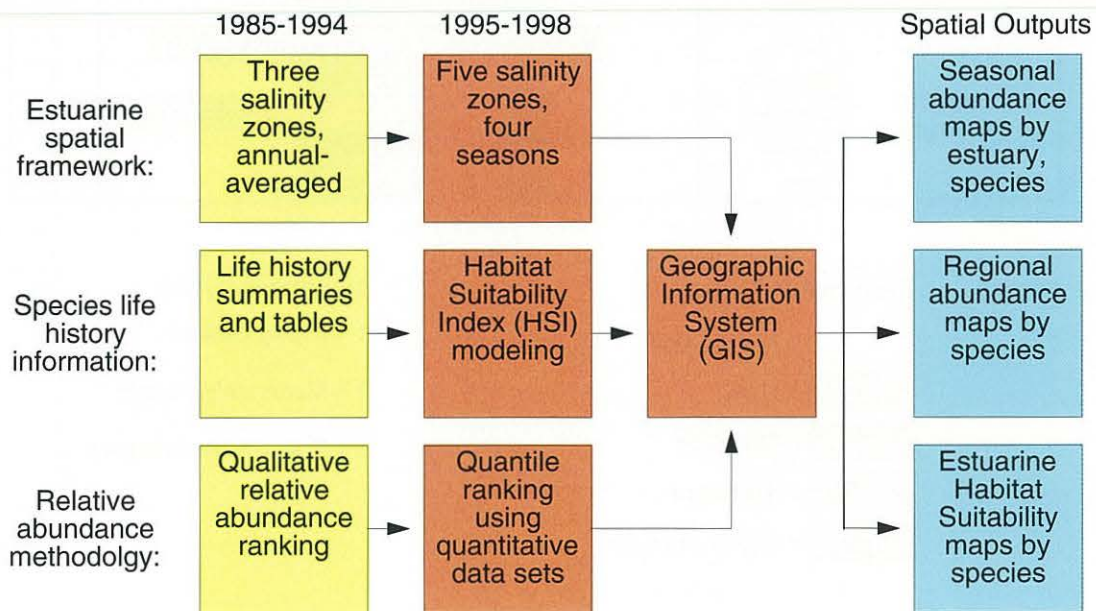 1985-1994
1995-1998
Spatial Outputs
Estuarine
spatial
framework:
Three
salinity
zones,
annual-
averaged
Five salinity
zones,
four
seasons
Seasonal
abundance
maps by
estuary,
species
Species life
history
information:
Life history
summaries
and tables
Habitat
Suitability
Index (HSI)
modeling
Geographic
Information
System
(GIS)
Regional
abundance
maps by
species
Relative
abundance
methodolgy:
Qualitative
relative
abundance
ranking
Quantile
ranking
using
quantitative
data sets
Estuarine
Habitat
Suitability
maps by
species